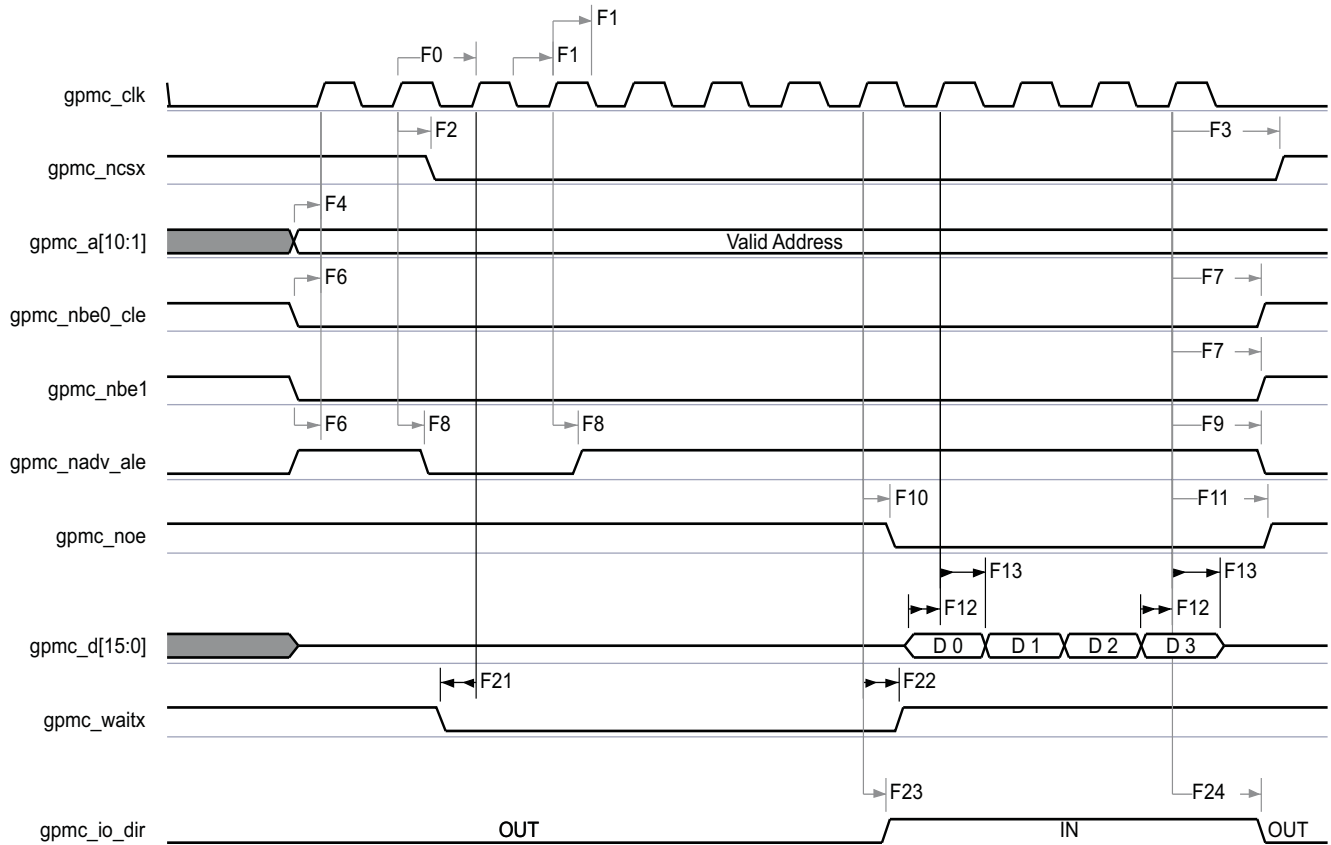 F1
F0 F1
gpmc_clk
F2 F3
gpmc_ncsx
F4
gpmc_a[10:1] Valid Address
F6 F7
gpmc_nbe0_cle
F7
gpmc_nbe1
F6 F8 F8 F9
gpmc_nadv_ale
F10 F11
gpmc_noe
F13 F13
F12 F12
gpmc_d[15:0] D 0 D 1 D 2 D 3
F21 F22
gpmc_waitx
F23 F24
gpmc_io_dir OUT IN OUT